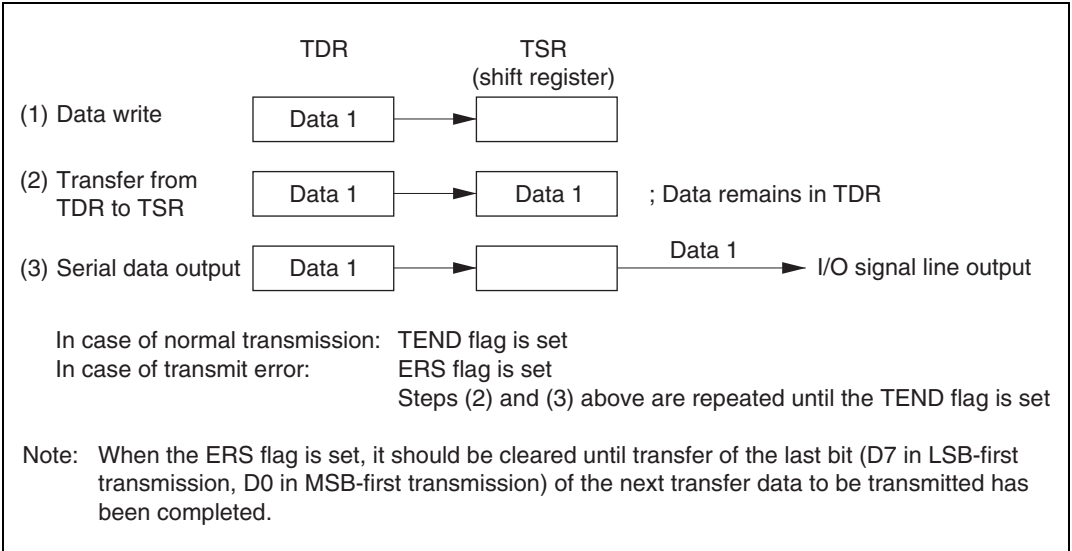 TDR
TSR
(shift register)
(1) Data write
Data 1
(2) Transfer from
TDR to TSR
Data 1
Data 1
; Data remains in TDR
(3) Serial data output
Data 1
Data 1
I/O signal line output
In case of normal transmission: TEND flag is set
In case of transmit error: ERS flag is set
Steps (2) and (3) above are repeated until the TEND flag is set
Note: When the ERS flag is set, it should be cleared until transfer of the last bit (D7 in LSB-first
transmission, D0 in MSB-first transmission) of the next transfer data to be transmitted has
been completed.